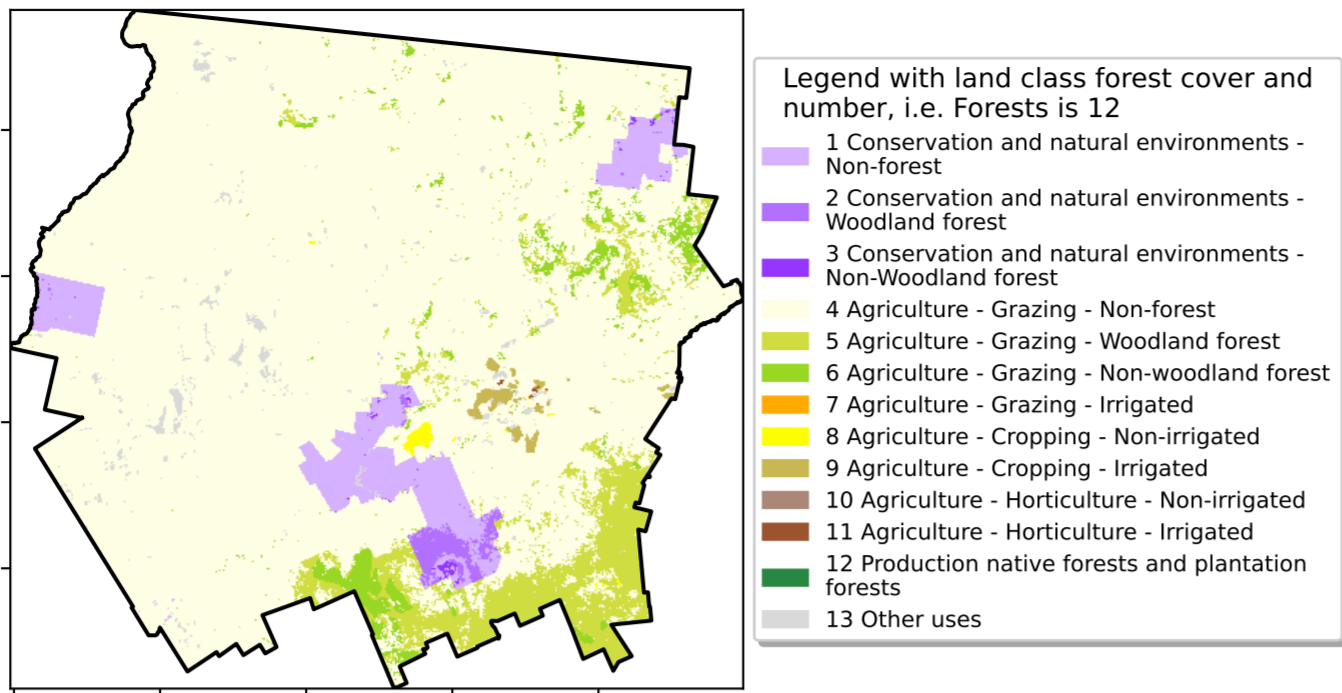 Legend with land class forest cover and
number, i.e. Forests is 12
1 Conservation and natural environments -
Non-forest
2 Conservation and natural environments -
Woodland forest
3 Conservation and natural environments -
Non-Woodland forest
4 Agriculture - Grazing - Non-forest
5 Agriculture - Grazing - Woodland forest
6 Agriculture - Grazing - Non-woodland forest
7 Agriculture - Grazing - Irrigated
8 Agriculture - Cropping - Non-irrigated
9 Agriculture - Cropping - Irrigated
10 Agriculture - Horticulture - Non-irrigated
11 Agriculture - Horticulture - Irrigated
12 Production native forests and plantation
forests
13 Other uses